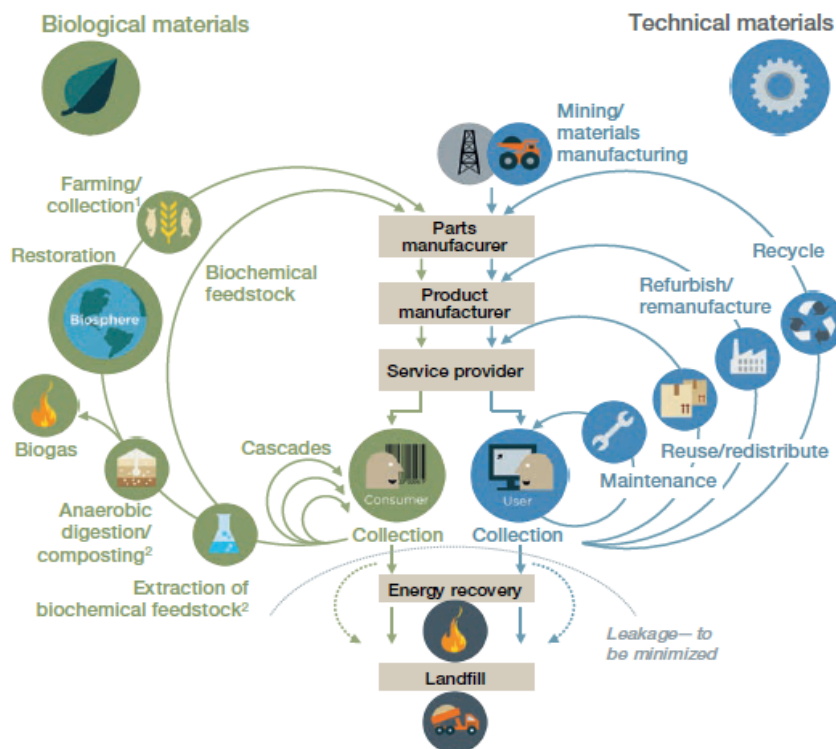 Biological materials
Technical materials
Mining/
materials
manufacturing
Farming/
collection¹
Parts
manufacurer
Restoration
Biochemical
feedstock
Recycle
Refurbish/
remanufacture
Biosphere
Product
manufacturer
Service provider
Biogas
Cascades
Consumer
User
Reuse/redistribute
Maintenance
Anaerobic
digestion/
composting²
Collection
Collection
Extraction of
biochemical feedstock²
Energy recovery
Leakage—to
be minimized
Landfill